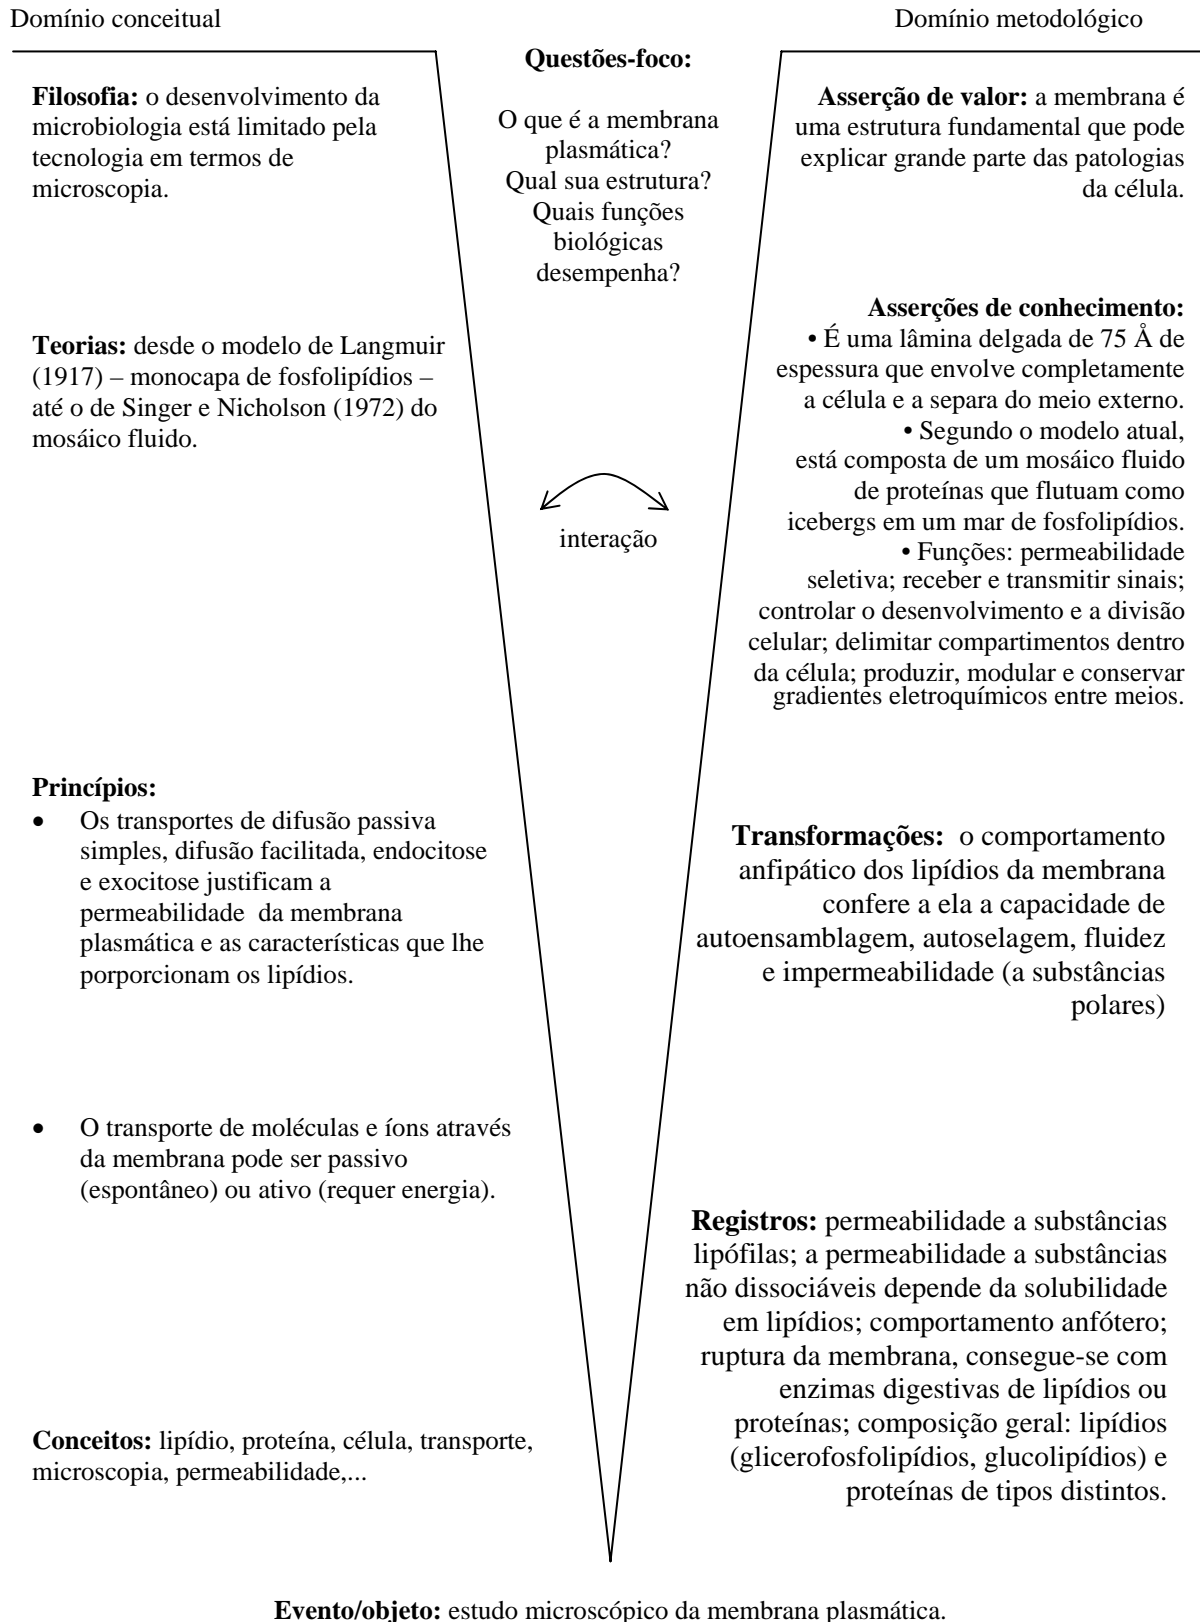 Domínio conceitual
Domínio metodológico
Questões-foco:
O que é a membrana
plasmática?
Qual sua estrutura?
Quais funções
biológicas
desempenha?
Filosofia: o desenvolvimento da
microbiologia está limitado pela
tecnologia em termos de
microscopia.
Teorias: desde o modelo de Langmuir
(1917) – monocapa de fosfolipídios –
até o de Singer e Nicholson (1972) do
mosáico fluido.
interação
Princípios:
• Os transportes de difusão passiva
simples, difusão facilitada, endocitose
e exocitose justificam a
permeabilidade da membrana
plasmática e as características que lhe
porporcionam os lipídios.
• O transporte de moléculas e íons através
da membrana pode ser passivo
(espontâneo) ou ativo (requer energia).
Conceitos: lipídio, proteína, célula, transporte,
microscopia, permeabilidade,...
Asserção de valor: a membrana é
uma estrutura fundamental que pode
explicar grande parte das patologias
da célula.
Asserções de conhecimento:
• É uma lâmina delgada de 75 Å de
espessura que envolve completamente
a célula e a separa do meio externo.
• Segundo o modelo atual,
está composta de um mosáico fluido
de proteínas que flutuam como
icebergs em um mar de fosfolipídios.
• Funções: permeabilidade
seletiva; receber e transmitir sinais;
controlar o desenvolvimento e a divisão
celular; delimitar compartimentos dentro
da célula; produzir, modular e conservar
gradientes eletroquímicos entre meios.
Transformações: o comportamento
anfipático dos lipídios da membrana
confere a ela a capacidade de
autoensamblagem, autoselagem, fluidez
e impermeabilidade (a substâncias
polares)
Registros: permeabilidade a substâncias
lipófilas; a permeabilidade a substâncias
não dissociáveis depende da solubilidade
em lipídios; comportamento anfótero;
ruptura da membrana, consegue-se com
enzimas digestivas de lipídios ou
proteínas; composição geral: lipídios
(glicerofosfolipídios, glucolipídios) e
proteínas de tipos distintos.
Evento/objeto: estudo microscópico da membrana plasmática.